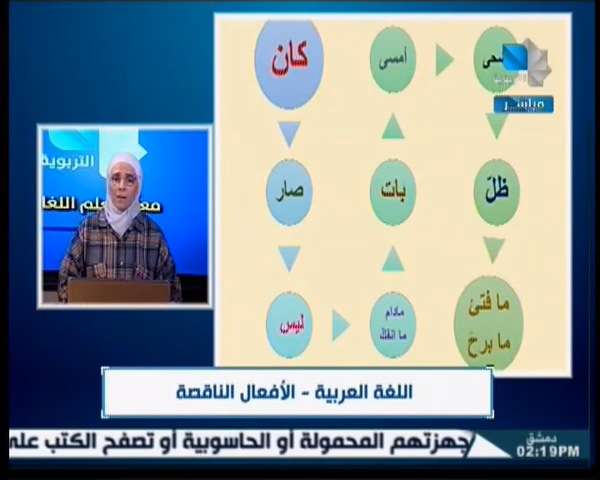 كان
أمسى
التربوية
مباشر
صار
بات
ظلّ
ليس
مادام
ما انفكّ
ما فتئ
ما برح
التربوية
اللغة العربية - الأفعال الناقصة
جهزتهم المحمولة أو الحاسوبية أو تصفح الكتب على
دمشق
02:19PM